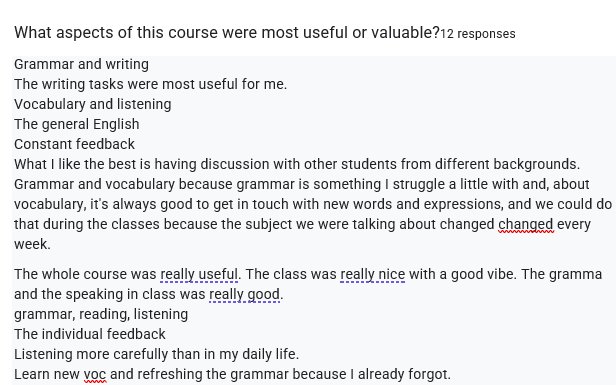 What aspects of this course were most useful or valuable?12 responses
Grammar and writing
The writing tasks were most useful for me.
Vocabulary and listening
The general English
Constant feedback
What I like the best is having discussion with other students from different backgrounds.
Grammar and vocabulary because grammar is something I struggle a little with and, about
vocabulary, it's always good to get in touch with new words and expressions, and we could do
that during the classes because the subject we were talking about changed changed every
week.
The whole course was really useful. The class was really nice with a good vibe. The gramma
and the speaking in class was really good.
grammar, reading, listening
The individual feedback
Listening more carefully than in my daily life.
Learn new voc and refreshing the grammar because I already forgot.